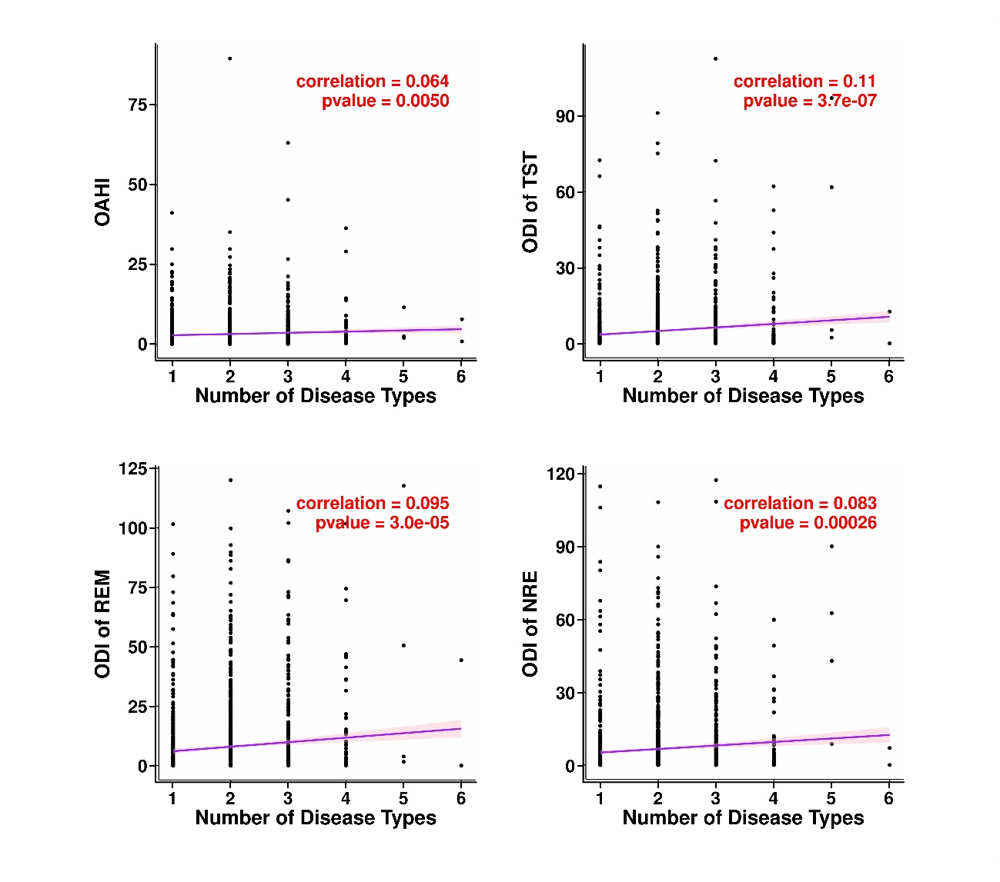 correlation = 0.064
pvalue = 0.0050
OAHI
75
50
25
0
1 2 3 4 5 6
Number of Disease Types
correlation = 0.11
pvalue = 3.7e-07
ODI of TST
90
60
30
0
1 2 3 4 5 6
Number of Disease Types
correlation = 0.095
pvalue = 3.0e-05
ODI of REM
125
100
75
50
25
0
1 2 3 4 5 6
Number of Disease Types
correlation = 0.083
pvalue = 0.00026
ODI of NRE
120
90
60
30
0
1 2 3 4 5 6
Number of Disease Types